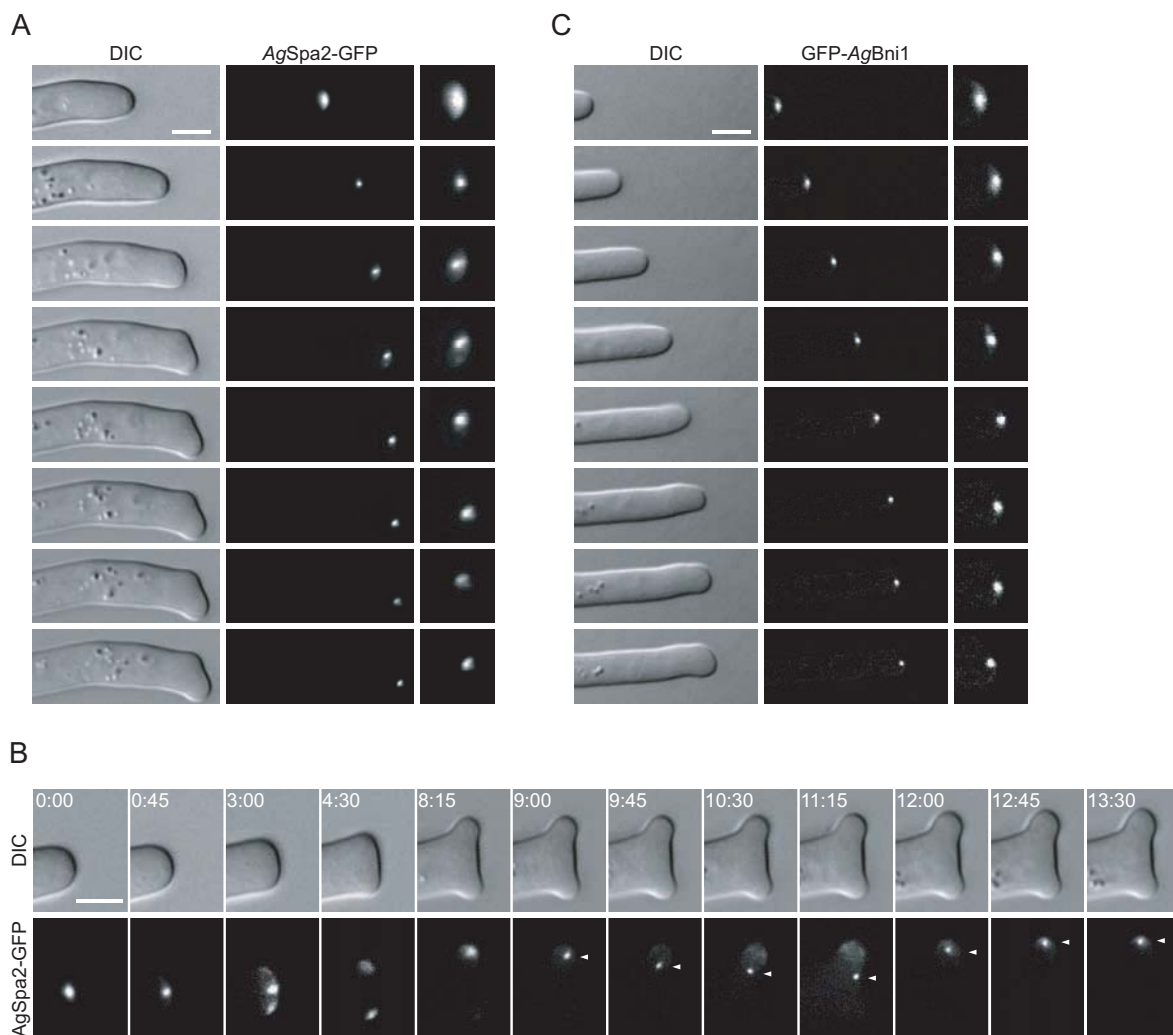 A
C
DIC AgSpa2-GFP
DIC GFP-AgBni1
B
0:00 0:45 3:00 4:30 8:15 9:00 9:45 10:30 11:15 12:00 12:45 13:30
DIC
AgSpa2-GFP